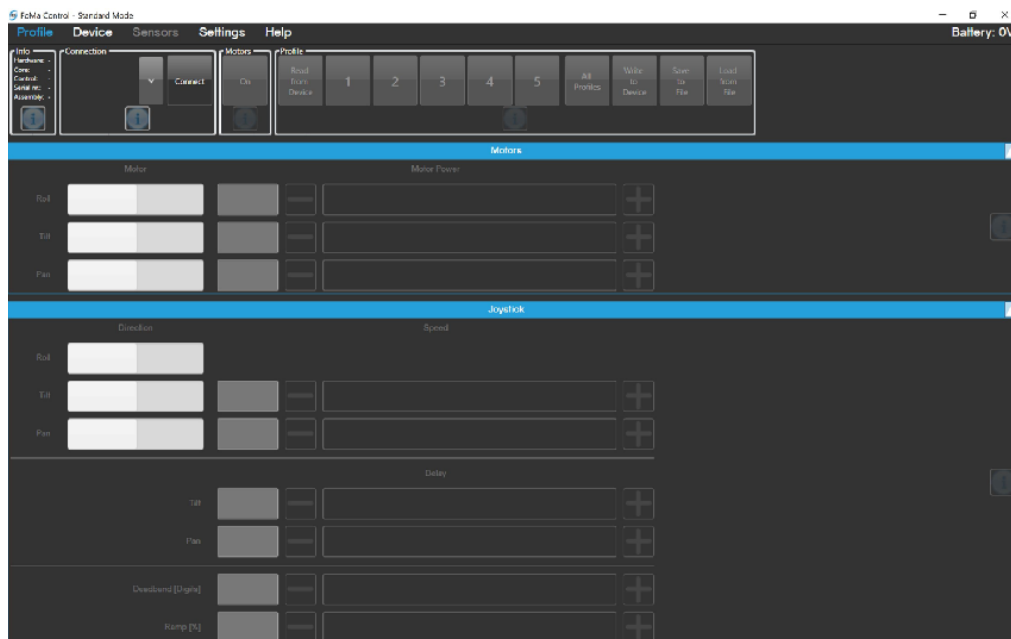 FoMa Control - Standard Mode
Profile Device Sensors Settings Help Battery: 0V
Info Connection Motors Profile
Hardware: -
Core: -
Control: -
Serial nr.: -
Assembly: -
Connect
On
Read from Device
1 2 3 4 5
All Profiles
Write to Device
Save to File
Load from File
Motors
Motor Motor Power
Roll
Tilt
Pan
Joystick
Direction Speed
Roll
Tilt
Pan
Delay
Tilt
Pan
Deadband [Digits]
Ramp [%]